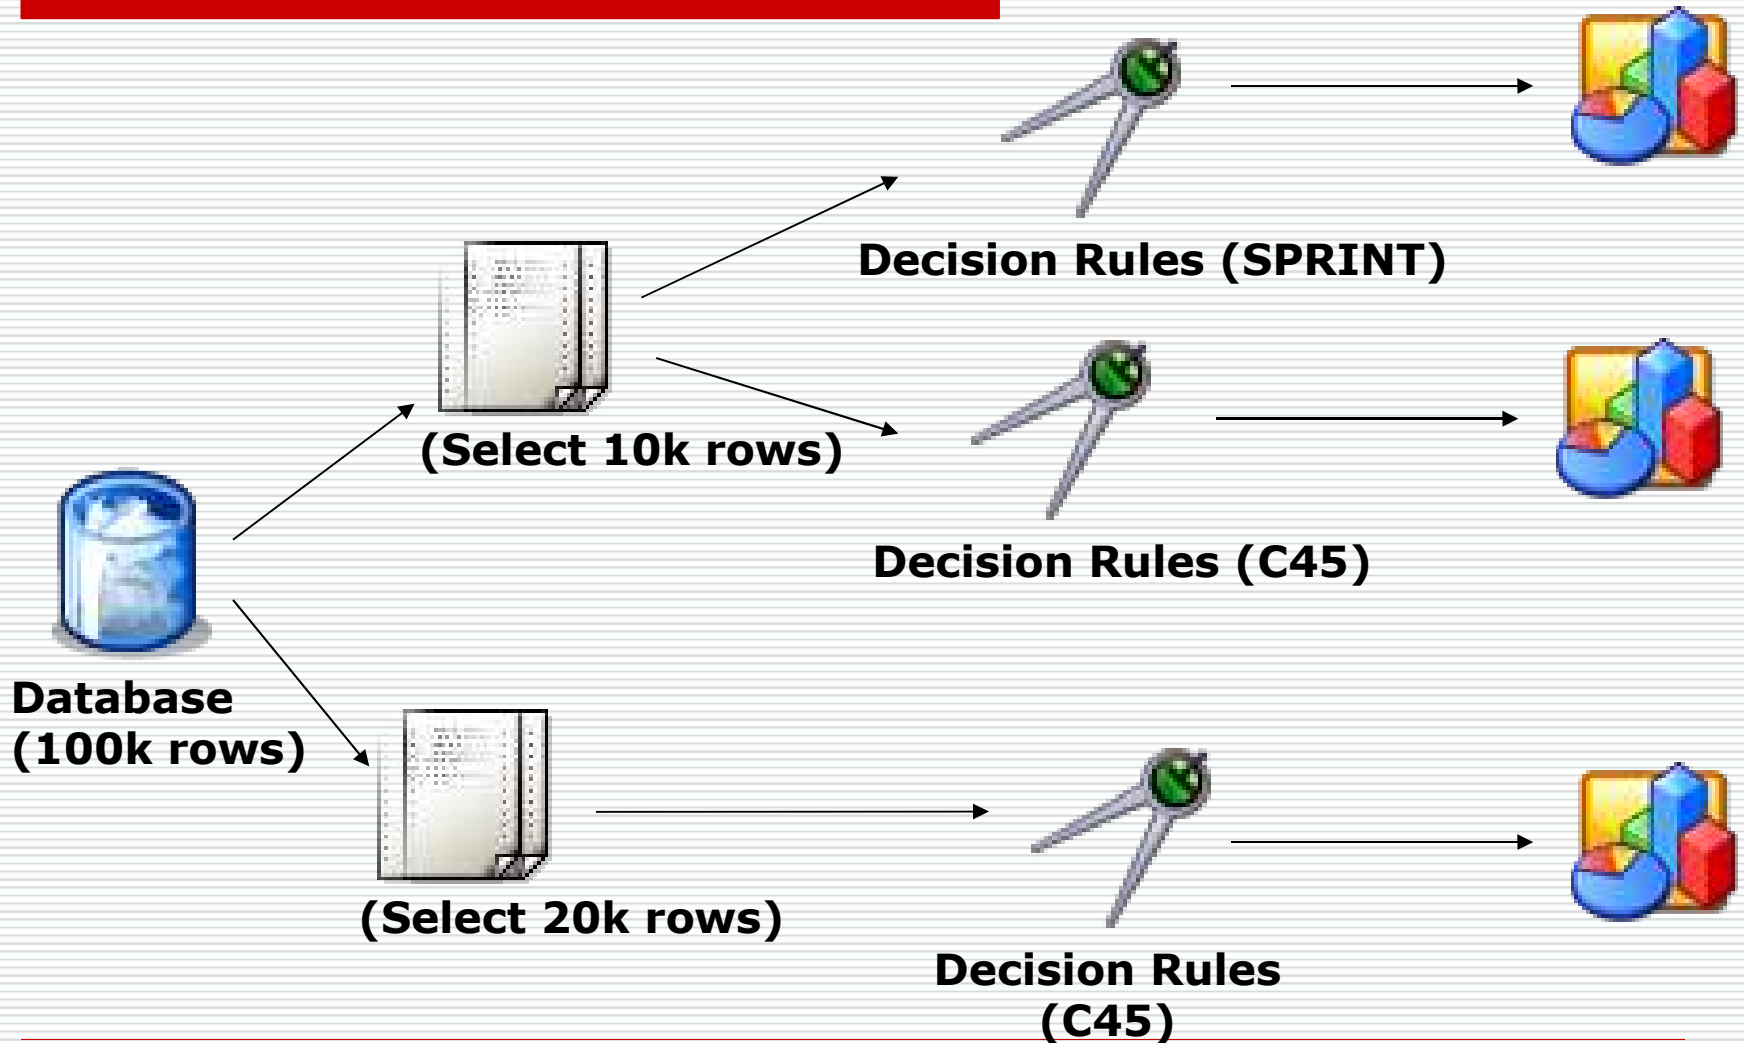 Decision Rules (SPRINT)
(Select 10k rows)
Decision Rules (C45)
Database
(100k rows)
(Select 20k rows)
Decision Rules
(C45)